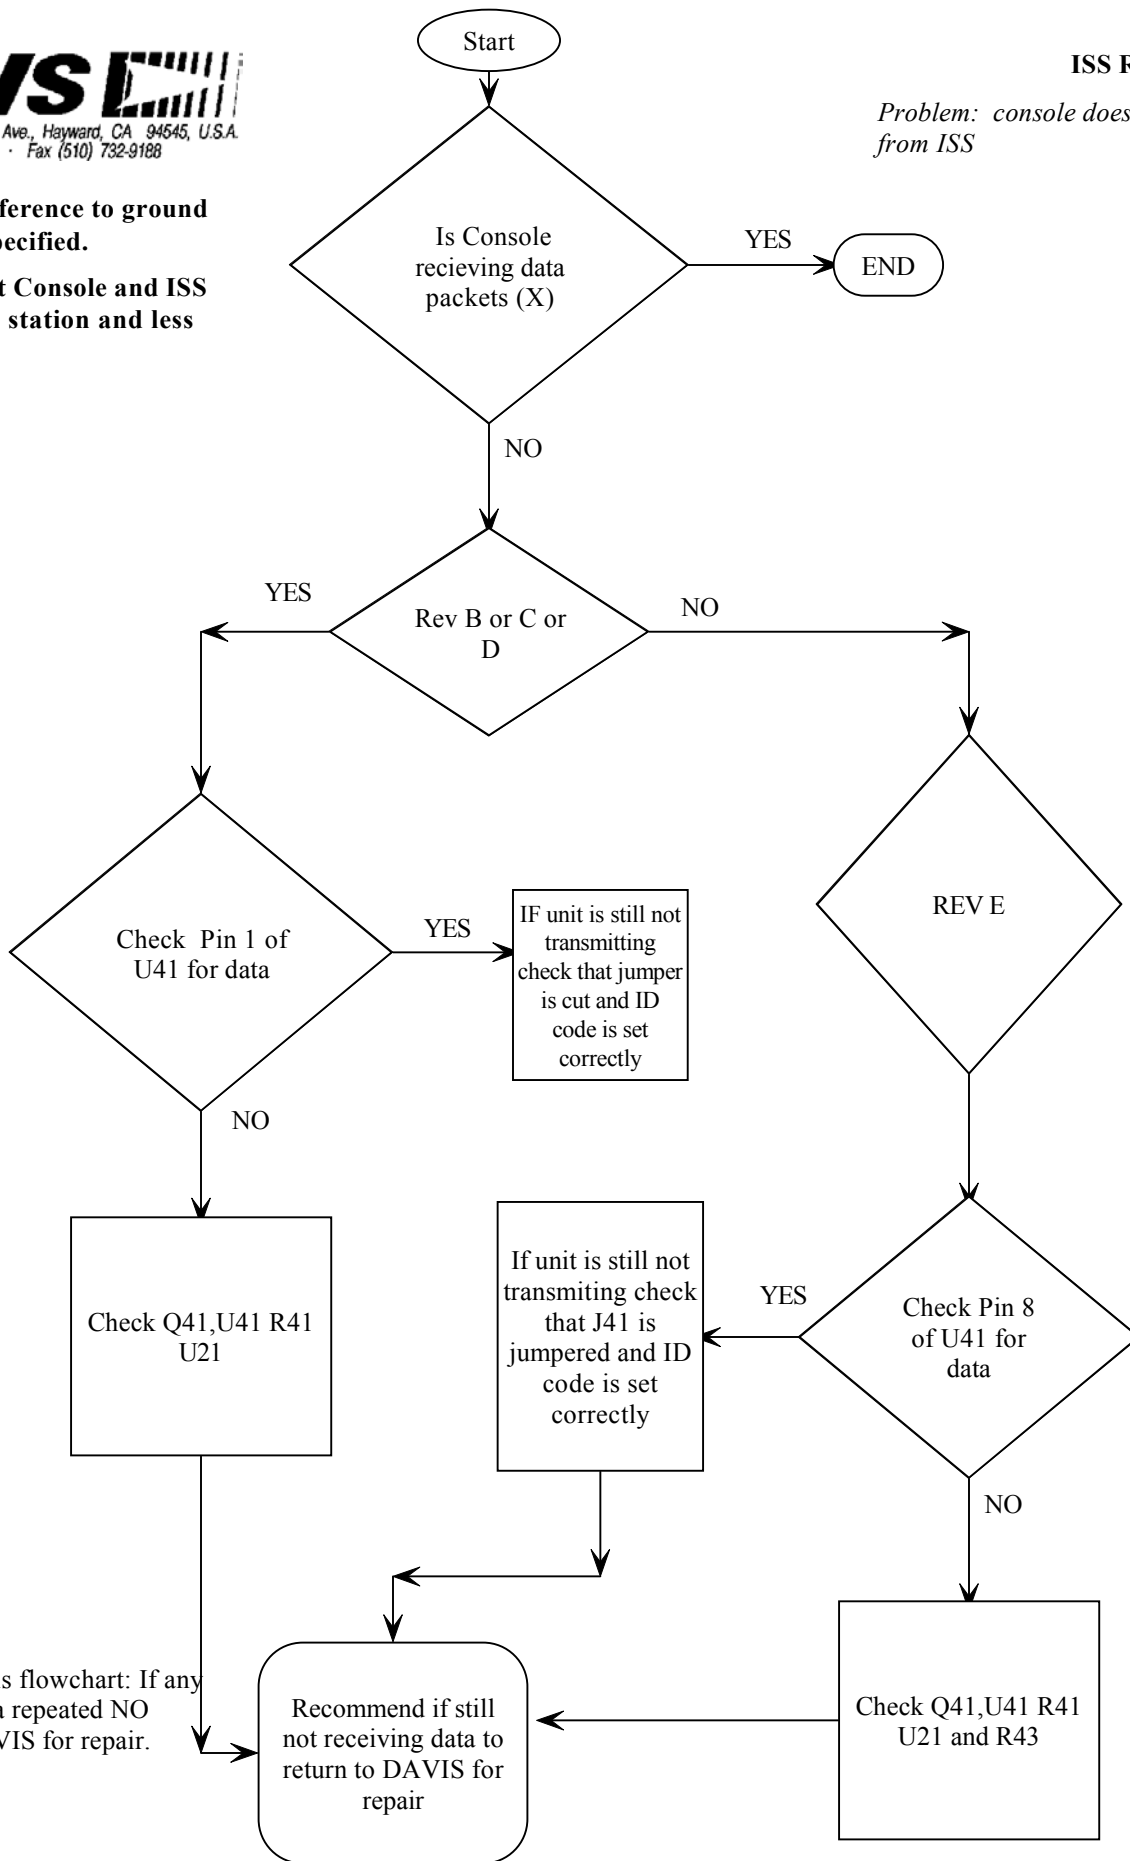 Start
VS
Ave., Hayward, CA 94545, U.S.A.
· Fax (510) 732-9188
ISS R
Problem: console does
from ISS
ference to ground
pecified.
t Console and ISS
station and less
Is Console
recieving data
packets (X)
YES
END
NO
Rev B or C or
D
YES
NO
Check Pin 1 of
U41 for data
YES
IF unit is still not
transmitting
check that jumper
is cut and ID
code is set
correctly
REV E
NO
Check Q41,U41 R41
U21
If unit is still not
transmiting check
that J41 is
jumpered and ID
code is set
correctly
YES
Check Pin 8
of U41 for
data
NO
is flowchart: If any
a repeated NO
VIS for repair.
Recommend if still
not receiving data to
return to DAVIS for
repair
Check Q41,U41 R41
U21 and R43